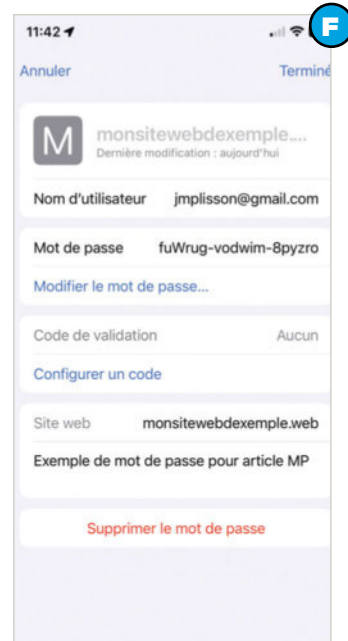 11:42
F
Annuler Terminé
M
monsitewebdexemple....
Dernière modification : aujourd'hui
Nom d'utilisateur jmplisson@gmail.com
Mot de passe fuWrug-vodwim-8pyzro
Modifier le mot de passe...
Code de validation Aucun
Configurer un code
Site web monsitewebdexemple.web
Exemple de mot de passe pour article MP
Supprimer le mot de passe